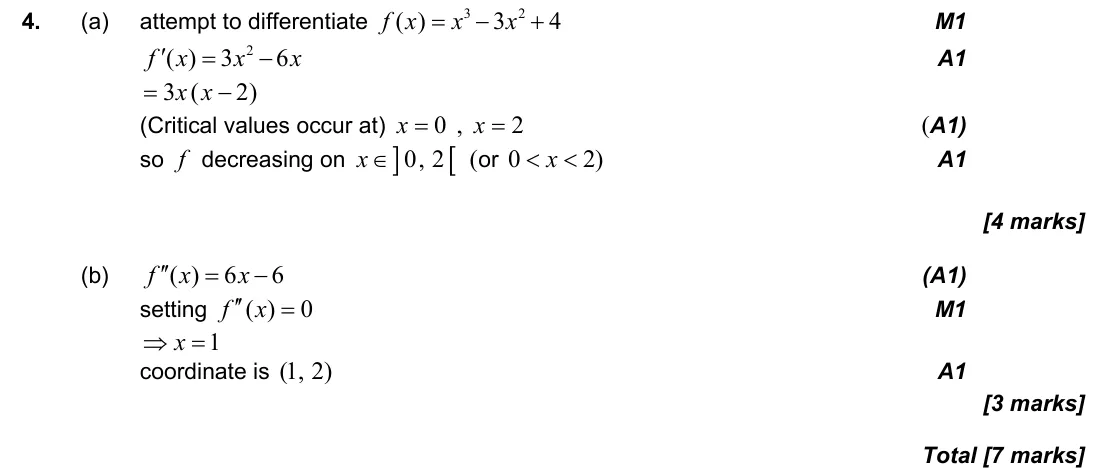 4. (a) attempt to differentiate f(x) = x³ − 3x² + 4 M1
f′(x) = 3x² − 6x A1
= 3x(x − 2)
(Critical values occur at) x = 0 , x = 2 (A1)
so f decreasing on x ∈ ]0, 2[ (or 0 < x < 2) A1
[4 marks]
(b) f″(x) = 6x − 6 (A1)
setting f″(x) = 0 M1
⇒ x = 1
coordinate is (1, 2) A1
[3 marks]
Total [7 marks]